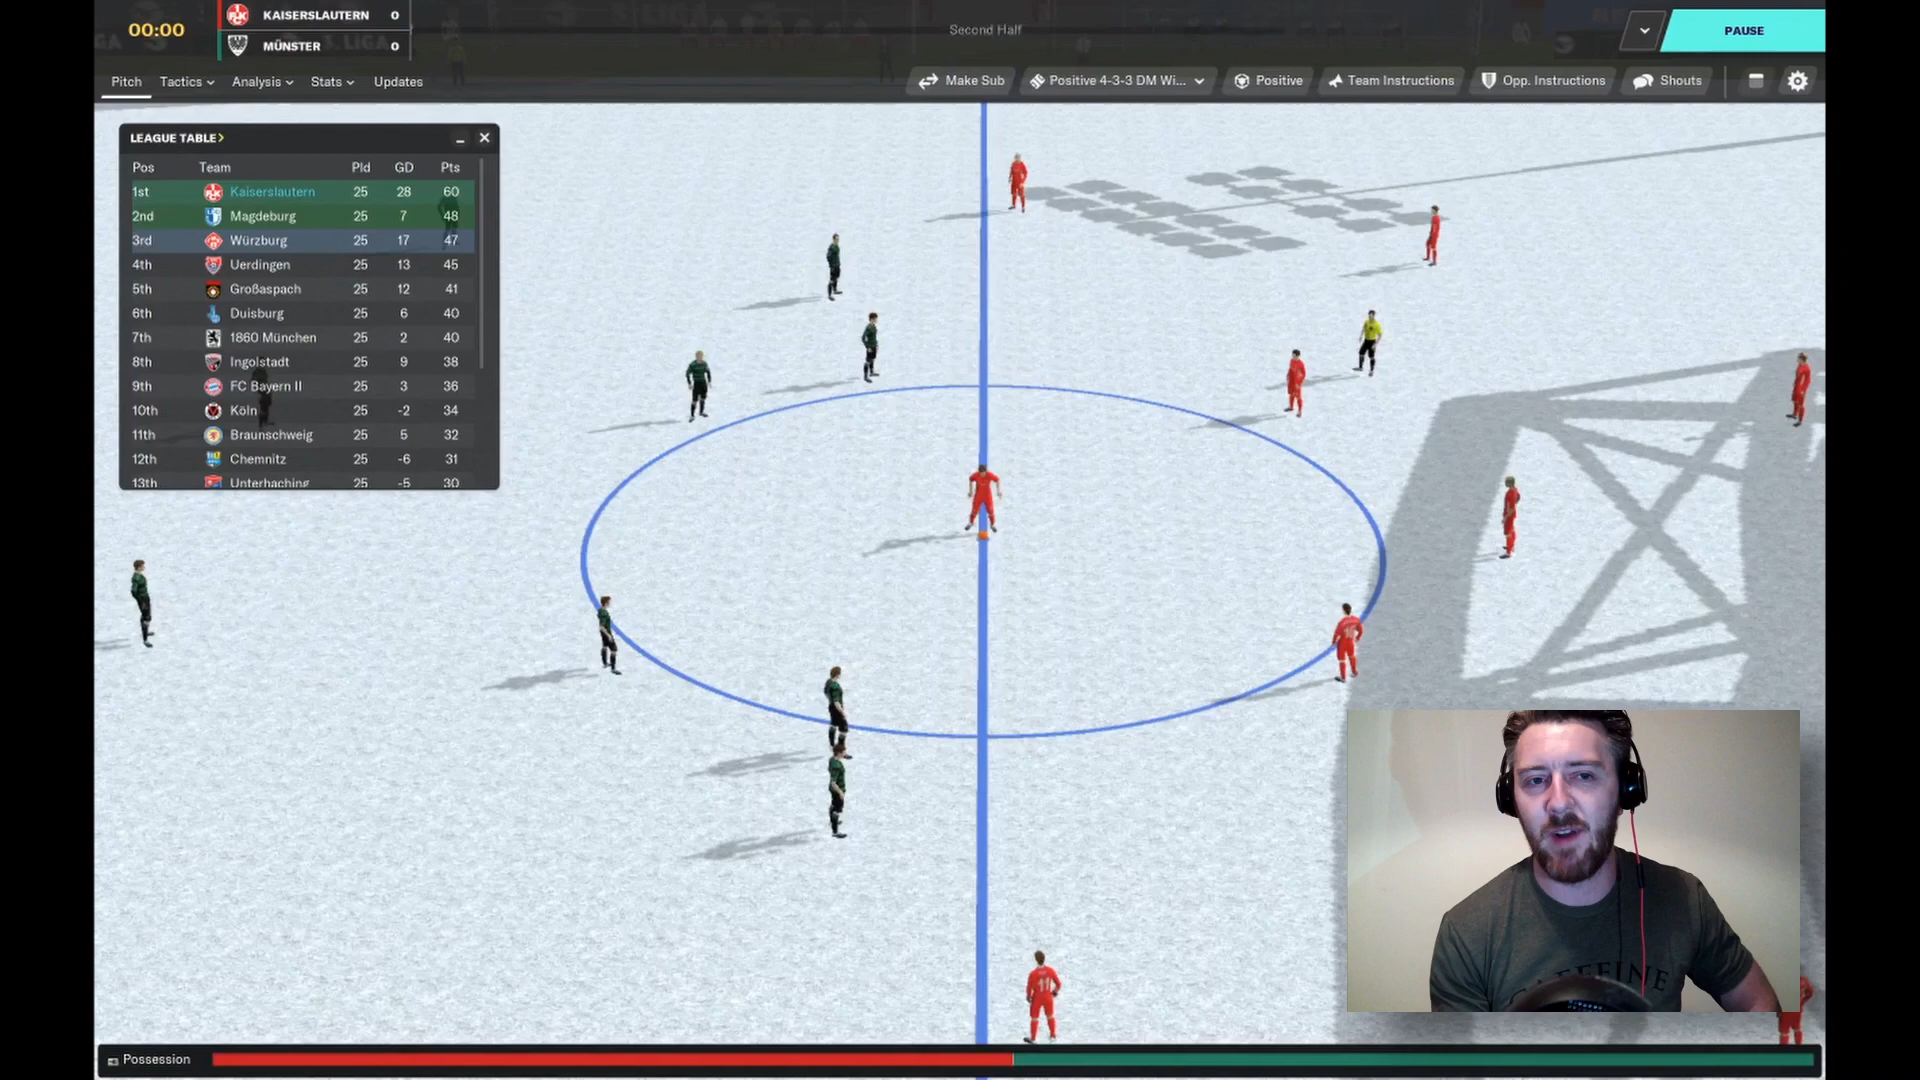 00:00
KAISERSLAUTERN 0
MÜNSTER 0
Second Half
PAUSE
Pitch Tactics Analysis Stats Updates
Make Sub Positive 4-3-3 DM Wi... Positive Team Instructions Opp. Instructions Shouts
LEAGUE TABLE
Pos Team Pld GD Pts
1st Kaiserslautern 25 28 60
2nd Magdeburg 25 7 48
3rd Würzburg 25 17 47
4th Uerdingen 25 13 45
5th Großaspach 25 12 41
6th Duisburg 25 6 40
7th 1860 München 25 2 40
8th Ingolstadt 25 9 38
9th FC Bayern II 25 3 36
10th Köln 25 -2 34
11th Braunschweig 25 5 32
12th Chemnitz 25 -6 31
13th Unterhaching 25 -5 30
11
Possession